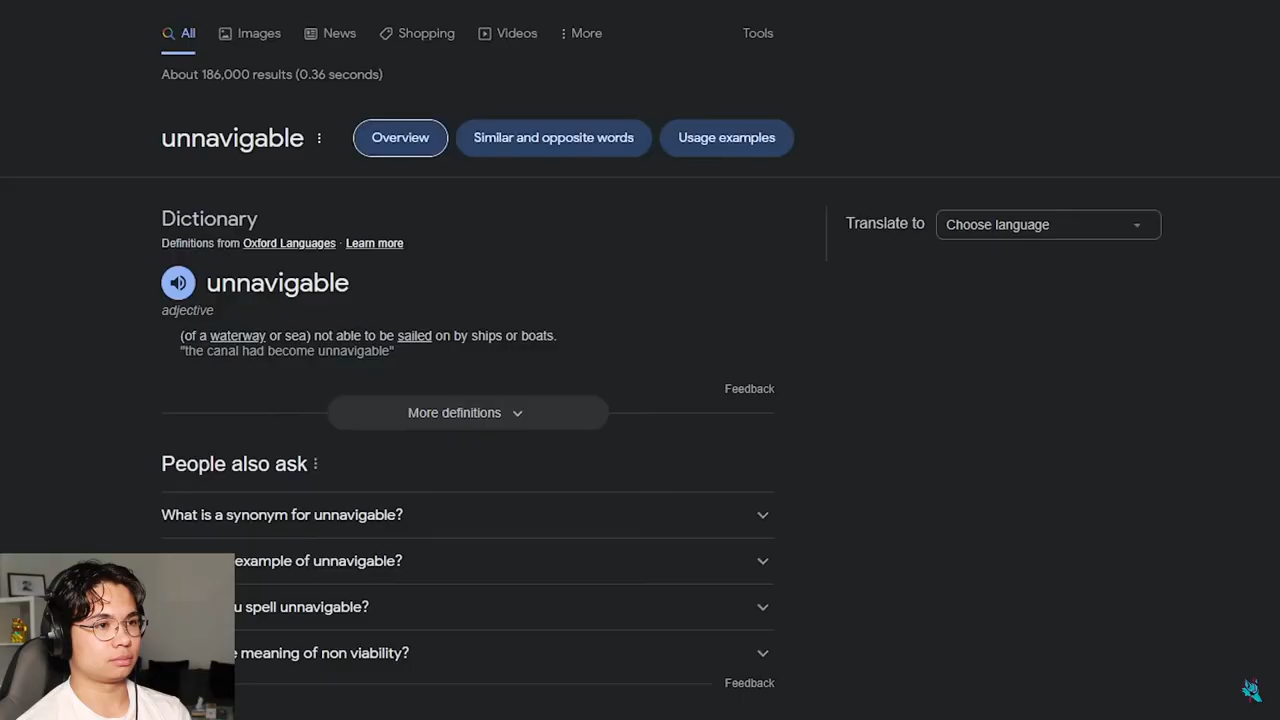 All Images News Shopping Videos More Tools
About 186,000 results (0.36 seconds)
unnavigable Overview Similar and opposite words Usage examples
Dictionary
Definitions from Oxford Languages · Learn more
Translate to Choose language
unnavigable
adjective
(of a waterway or sea) not able to be sailed on by ships or boats.
"the canal had become unnavigable"
Feedback
More definitions
People also ask
What is a synonym for unnavigable?
example of unnavigable?
u spell unnavigable?
meaning of non viability?
Feedback